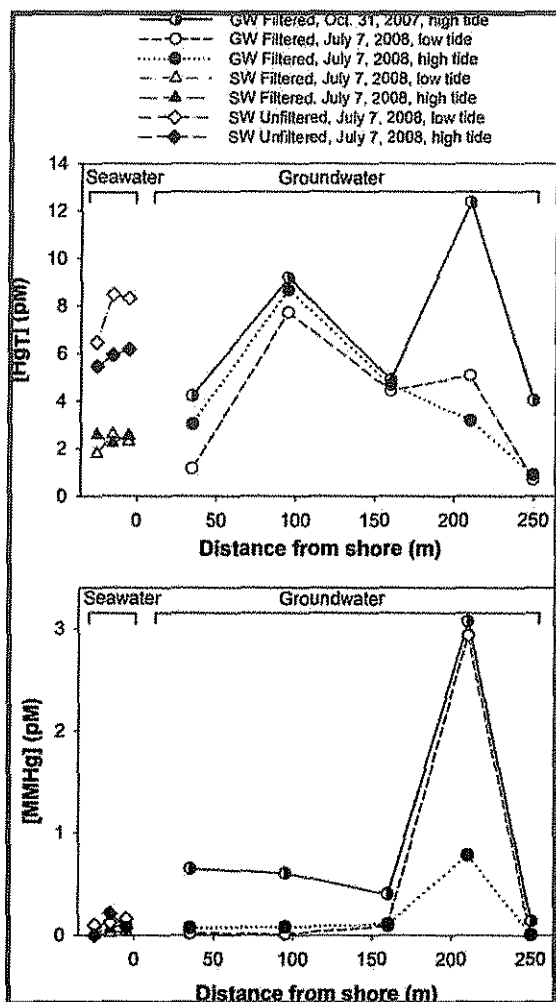 GW Filtered, Oct. 31, 2007, high tide
GW Filtered, July 7, 2008, low tide
GW Filtered, July 7, 2008, high tide
SW Filtered, July 7, 2008, low tide
SW Filtered, July 7, 2008, high tide
SW Unfiltered, July 7, 2008, low tide
SW Unfiltered, July 7, 2008, high tide
14
12
10
8
6
4
2
0
[HgT] (pM)
Seawater Groundwater
0 50 100 150 200 250
Distance from shore (m)
3
2
1
0
[MMHg] (pM)
Seawater Groundwater
0 50 100 150 200 250
Distance from shore (m)